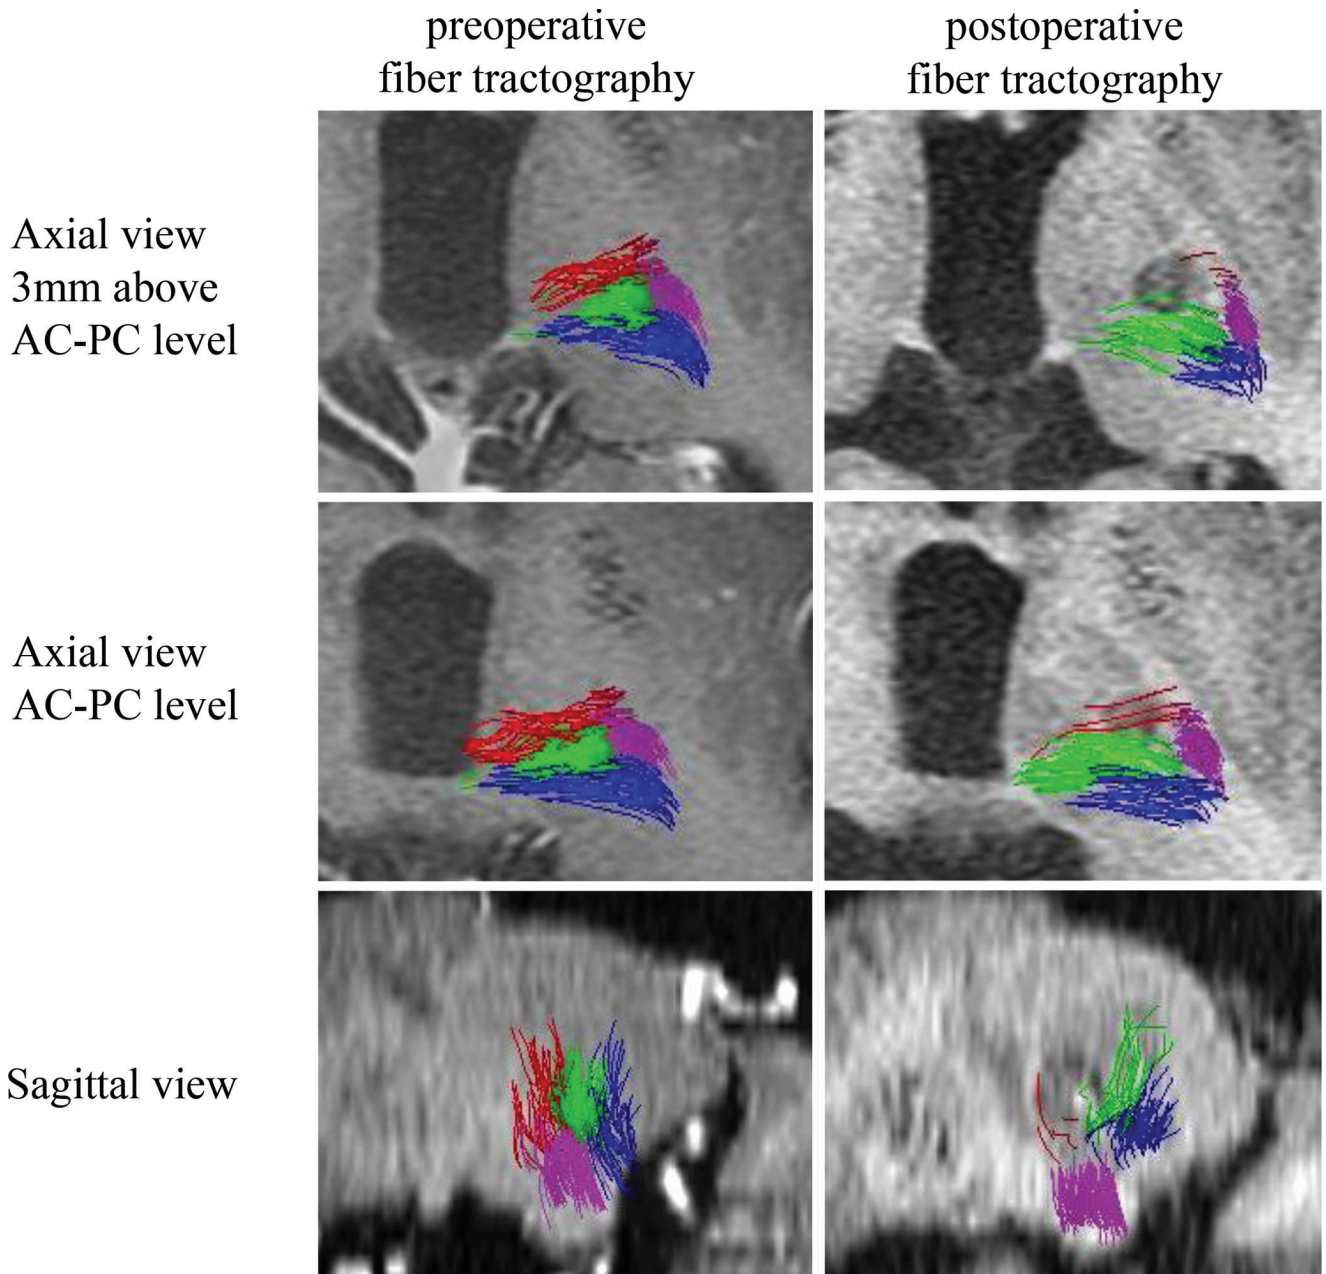 preoperative
fiber tractography
postoperative
fiber tractography
Axial view
3mm above
AC-PC level
Axial view
AC-PC level
Sagittal view